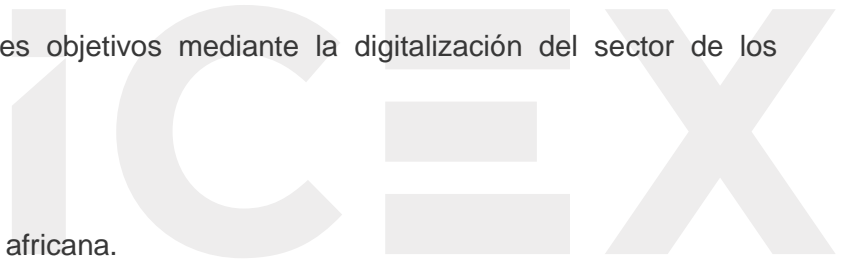 es objetivos mediante la digitalización del sector de los
iCEX
africana.